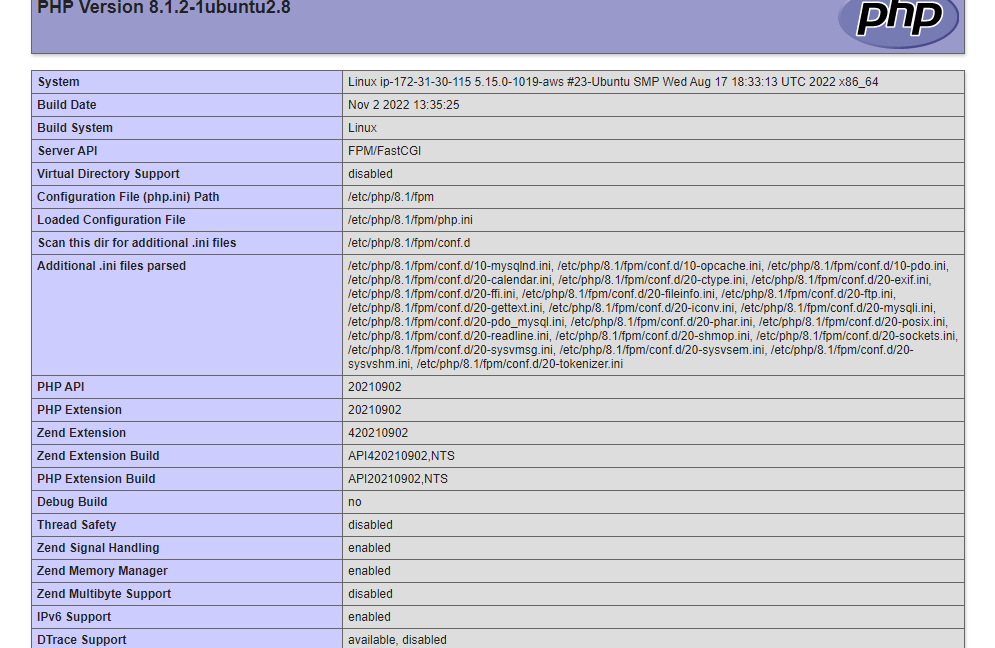 PHP Version 8.1.2-1ubuntu2.8
php
System Linux ip-172-31-30-115 5.15.0-1019-aws #23-Ubuntu SMP Wed Aug 17 18:33:13 UTC 2022 x86_64
Build Date Nov 2 2022 13:35:25
Build System Linux
Server API FPM/FastCGI
Virtual Directory Support disabled
Configuration File (php.ini) Path /etc/php/8.1/fpm
Loaded Configuration File /etc/php/8.1/fpm/php.ini
Scan this dir for additional .ini files /etc/php/8.1/fpm/conf.d
Additional .ini files parsed /etc/php/8.1/fpm/conf.d/10-mysqlnd.ini, /etc/php/8.1/fpm/conf.d/10-opcache.ini, /etc/php/8.1/fpm/conf.d/10-pdo.ini,
/etc/php/8.1/fpm/conf.d/20-calendar.ini, /etc/php/8.1/fpm/conf.d/20-ctype.ini, /etc/php/8.1/fpm/conf.d/20-exif.ini,
/etc/php/8.1/fpm/conf.d/20-ffi.ini, /etc/php/8.1/fpm/conf.d/20-fileinfo.ini, /etc/php/8.1/fpm/conf.d/20-ftp.ini,
/etc/php/8.1/fpm/conf.d/20-gettext.ini, /etc/php/8.1/fpm/conf.d/20-iconv.ini, /etc/php/8.1/fpm/conf.d/20-mysqli.ini,
/etc/php/8.1/fpm/conf.d/20-pdo_mysql.ini, /etc/php/8.1/fpm/conf.d/20-phar.ini, /etc/php/8.1/fpm/conf.d/20-posix.ini,
/etc/php/8.1/fpm/conf.d/20-readline.ini, /etc/php/8.1/fpm/conf.d/20-shmop.ini, /etc/php/8.1/fpm/conf.d/20-sockets.ini,
/etc/php/8.1/fpm/conf.d/20-sysvmsg.ini, /etc/php/8.1/fpm/conf.d/20-sysvsem.ini, /etc/php/8.1/fpm/conf.d/20-
sysvshm.ini, /etc/php/8.1/fpm/conf.d/20-tokenizer.ini
PHP API 20210902
PHP Extension 20210902
Zend Extension 420210902
Zend Extension Build API420210902,NTS
PHP Extension Build API20210902,NTS
Debug Build no
Thread Safety disabled
Zend Signal Handling enabled
Zend Memory Manager enabled
Zend Multibyte Support disabled
IPv6 Support enabled
DTrace Support available, disabled